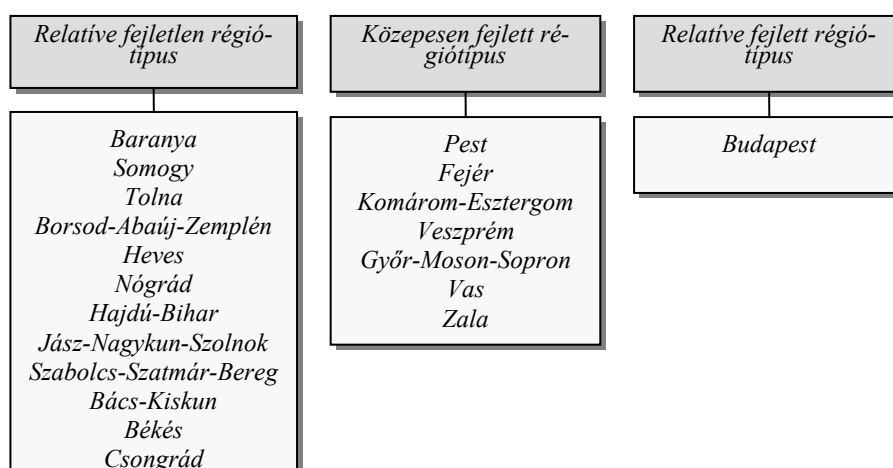 Relatíve fejletlen régió-
típus
Baranya
Somogy
Tolna
Borsod-Abaúj-Zemplén
Heves
Nógrád
Hajdú-Bihar
Jász-Nagykun-Szolnok
Szabolcs-Szatmár-Bereg
Bács-Kiskun
Békés
Csongrád
Közepesen fejlett ré-
giótípus
Pest
Fejér
Komárom-Esztergom
Veszprém
Győr-Moson-Sopron
Vas
Zala
Relatíve fejlett régió-
típus
Budapest